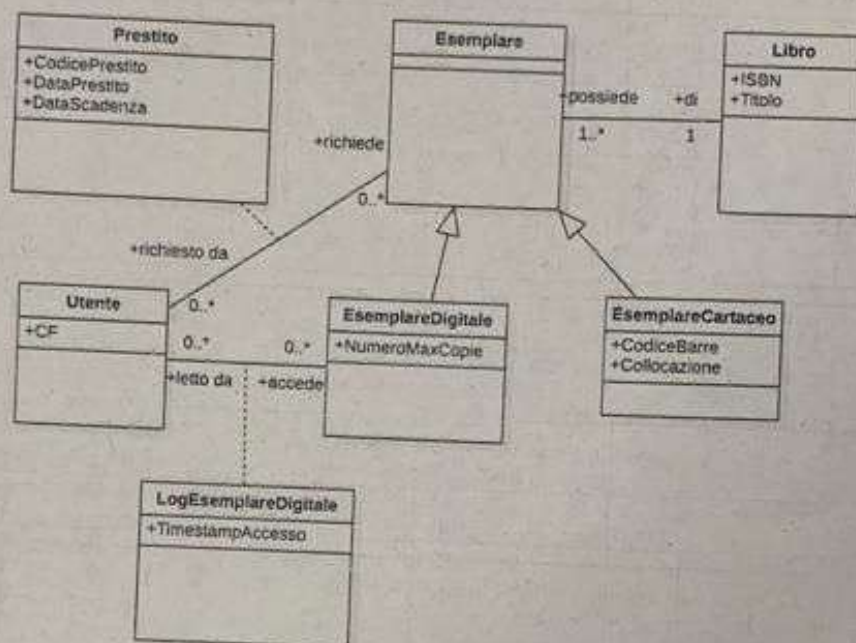 Prestito
+CodicePrestito
+DataPrestito
+DataScadenza
Esemplare
Libro
+ISBN
+Titolo
+possiede
+di
1..*
1
+richiede
0..*
+richiesto da
0..*
Utente
+CF
0..*
0..*
+letto da
+accede
EsemplareDigitale
+NumeroMaxCopie
EsemplareCartaceo
+CodiceBarre
+Collocazione
LogEsemplareDigitale
+TimestampAccesso